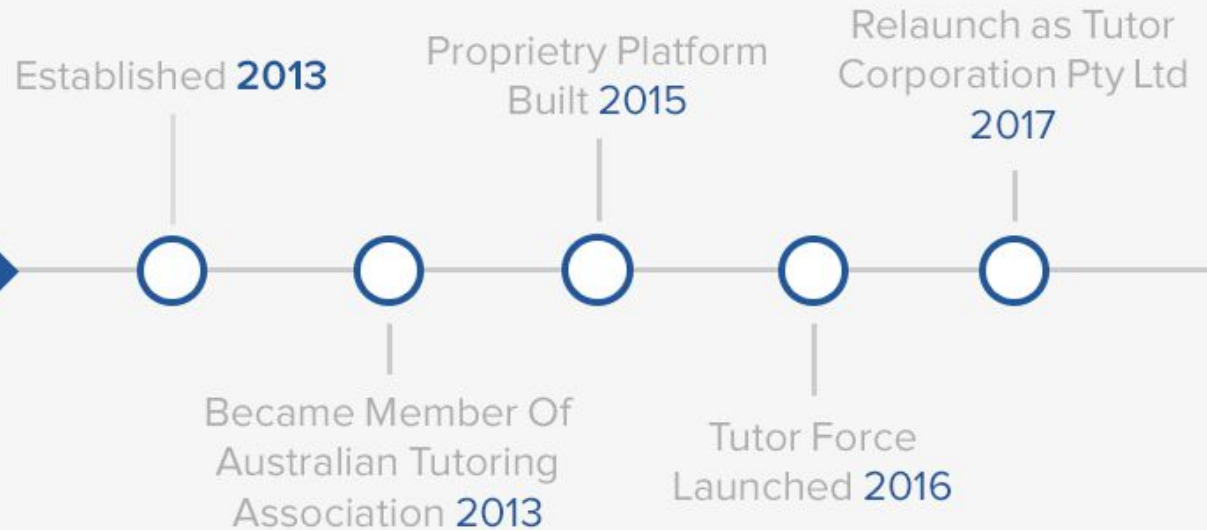 Established 2013
Became Member Of
Australian Tutoring
Association 2013
Proprietry Platform
Built 2015
Tutor Force
Launched 2016
Relaunch as Tutor
Corporation Pty Ltd
2017